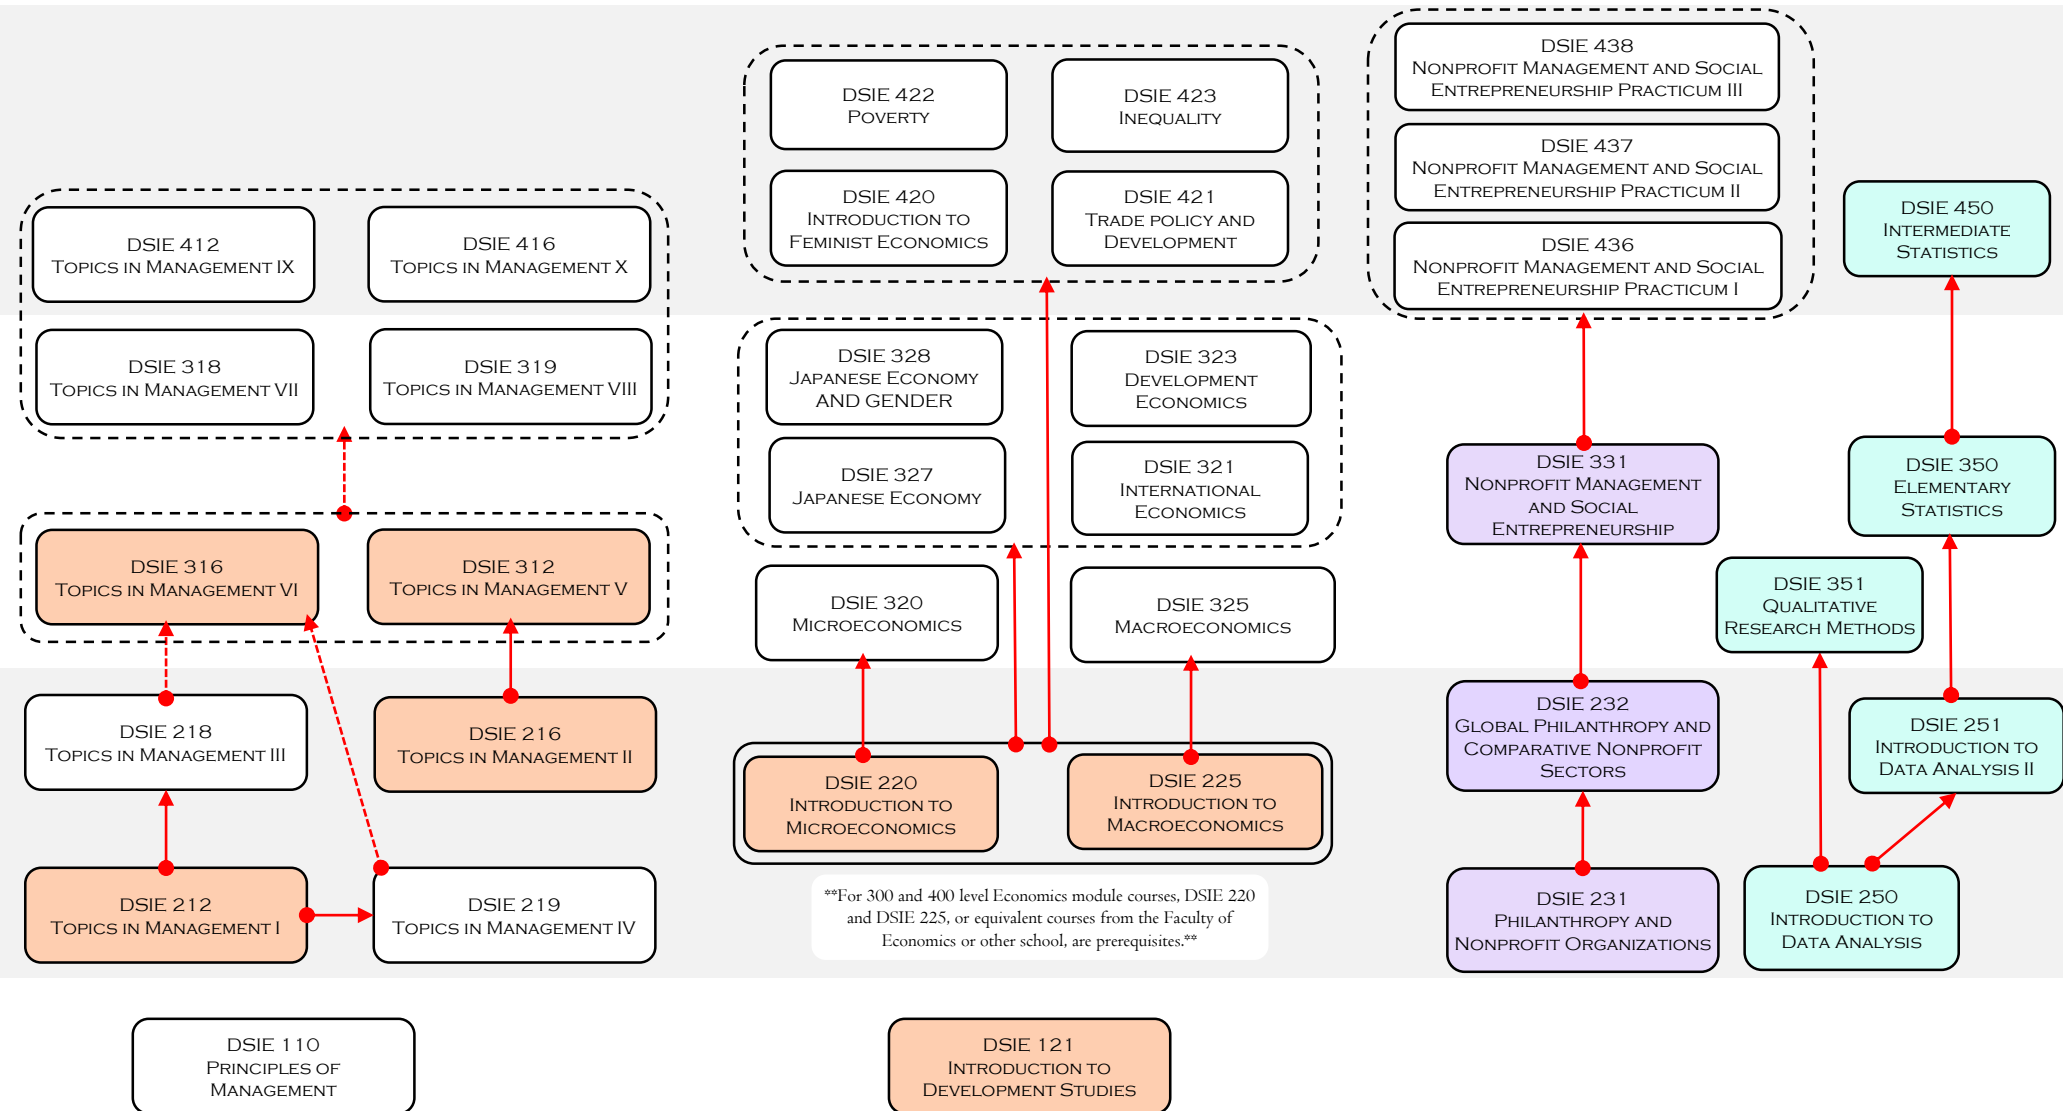 DSIE 438
Nonprofit Management and Social
Entrepreneurship Practicum III
DSIE 422
Poverty
DSIE 423
Inequality
DSIE 437
Nonprofit Management and Social
Entrepreneurship Practicum II
DSIE 420
Introduction to
Feminist Economics
DSIE 421
Trade policy and
Development
DSIE 450
Intermediate
Statistics
DSIE 412
Topics in Management IX
DSIE 416
Topics in Management X
DSIE 436
Nonprofit Management and Social
Entrepreneurship Practicum I
DSIE 318
Topics in Management VII
DSIE 319
Topics in Management VIII
DSIE 328
Japanese Economy
AND GENDER
DSIE 323
Development
Economics
DSIE 327
Japanese Economy
DSIE 321
International
Economics
DSIE 331
Nonprofit Management
and Social
Entrepreneurship
DSIE 350
Elementary
Statistics
DSIE 316
Topics in Management VI
DSIE 312
Topics in Management V
DSIE 320
Microeconomics
DSIE 325
Macroeconomics
DSIE 351
Qualitative
Research Methods
DSIE 218
Topics in Management III
DSIE 216
Topics in Management II
DSIE 232
Global Philanthropy and
Comparative Nonprofit
Sectors
DSIE 251
Introduction to
Data Analysis II
DSIE 220
Introduction to
Microeconomics
DSIE 225
Introduction to
Macroeconomics
DSIE 212
Topics in Management I
DSIE 219
Topics in Management IV
**For 300 and 400 level Economics module courses, DSIE 220
and DSIE 225, or equivalent courses from the Faculty of
Economics or other school, are prerequisites.**
DSIE 231
Philanthropy and
Nonprofit Organizations
DSIE 250
Introduction to
Data Analysis
DSIE 110
Principles of
Management
DSIE 121
Introduction to
Development Studies